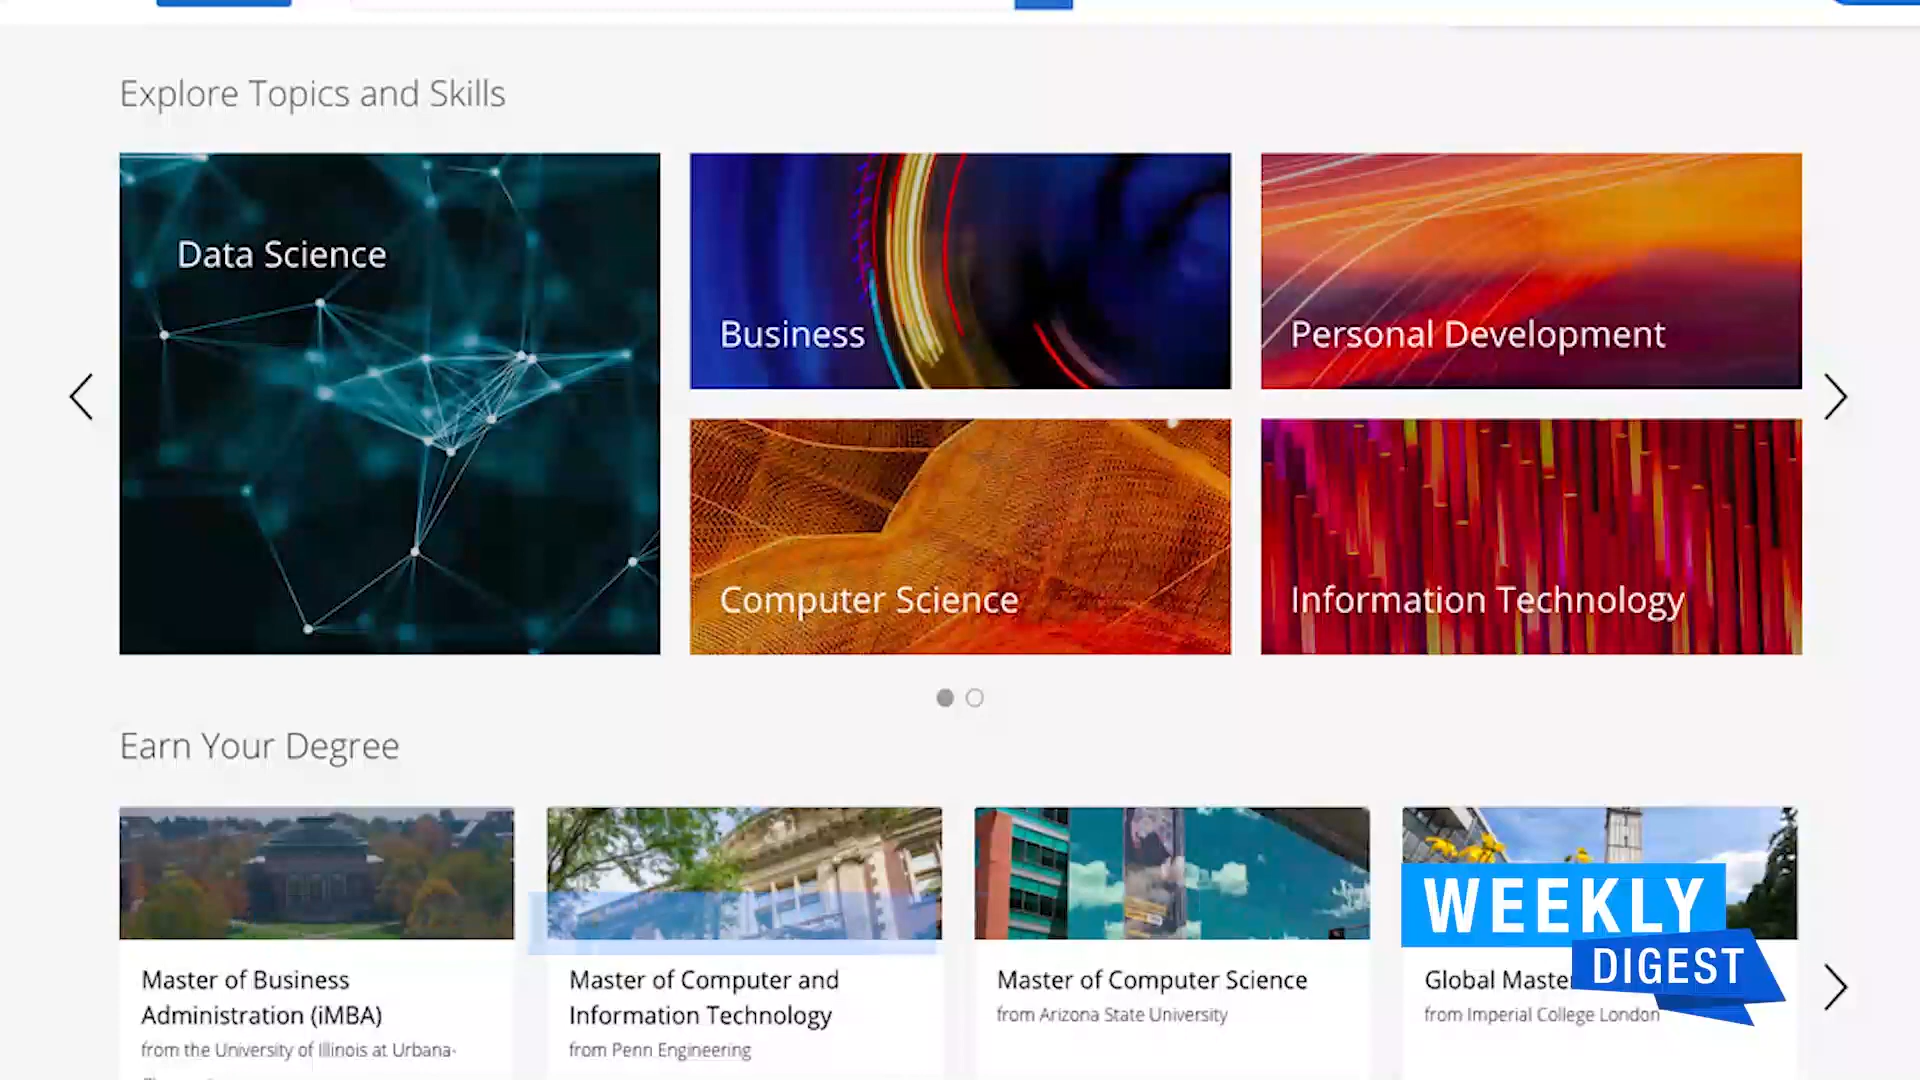 Explore Topics and Skills
Data Science
Business
Personal Development
Computer Science
Information Technology
Earn Your Degree
Master of Business
Administration (iMBA)
from the University of Illinois at Urbana-
Master of Computer and
Information Technology
from Penn Engineering
Master of Computer Science
from Arizona State University
Global Master
from Imperial College London
WEEKLY
DIGEST